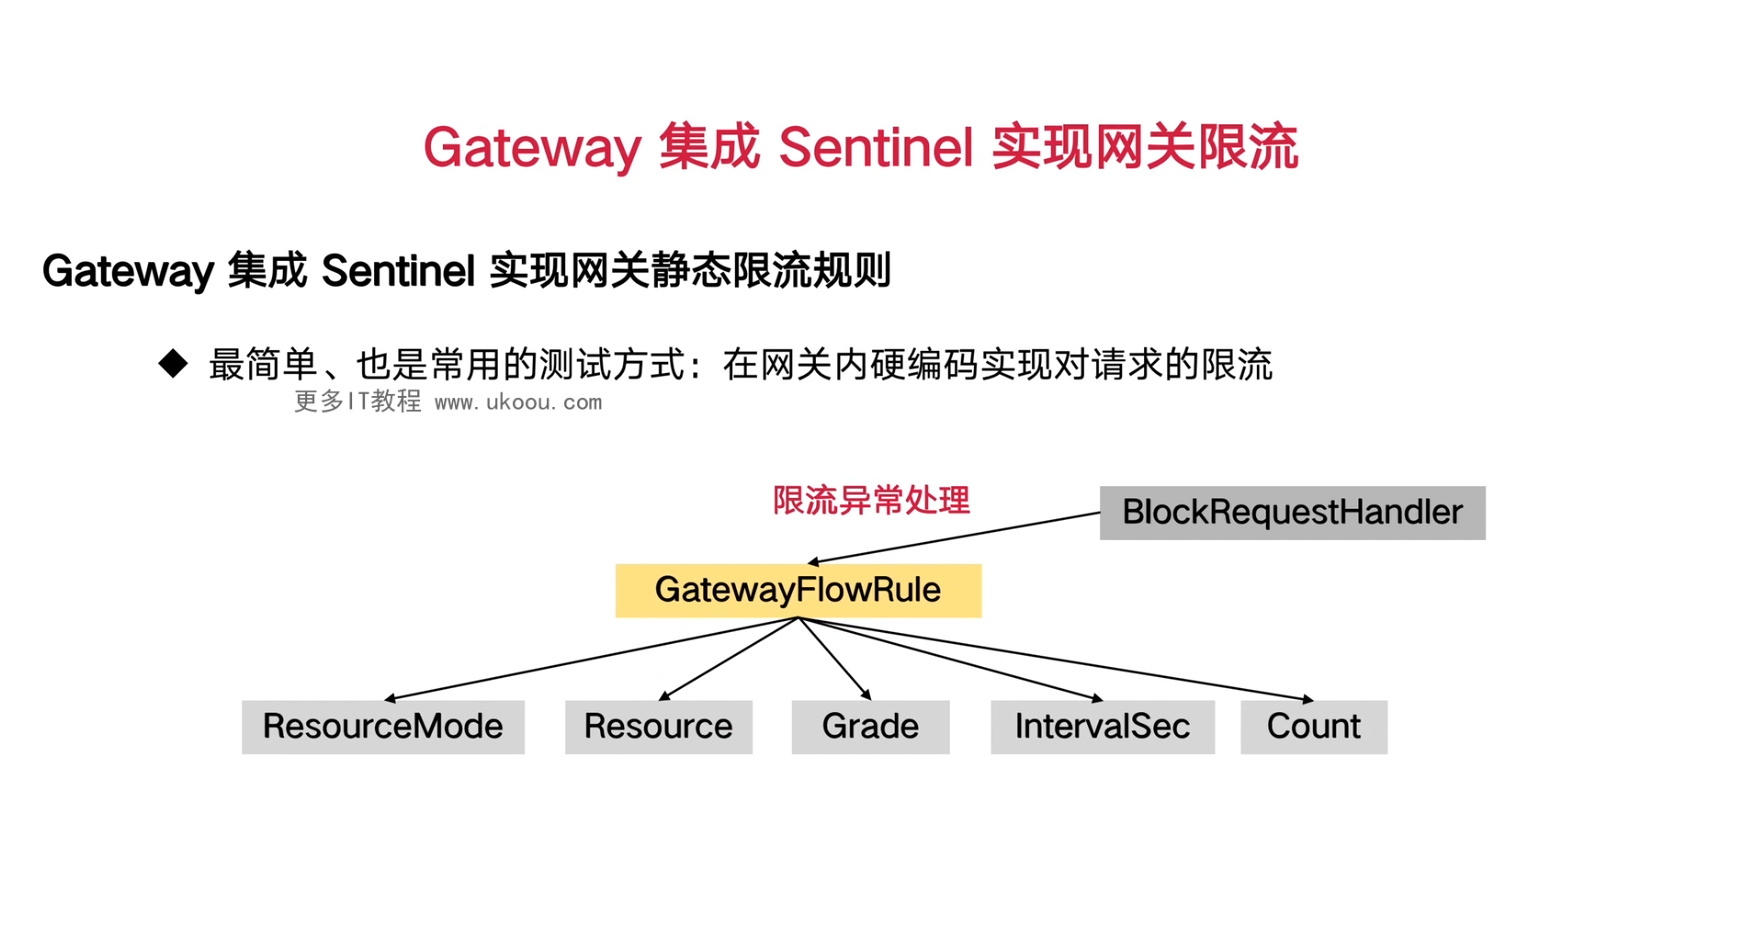 Gateway 集成 Sentinel 实现网关限流
Gateway 集成 Sentinel 实现网关静态限流规则
◆ 最简单、也是常用的测试方式：在网关内硬编码实现对请求的限流
更多IT教程 www.ukoou.com
限流异常处理
BlockRequestHandler
GatewayFlowRule
ResourceMode Resource Grade IntervalSec Count